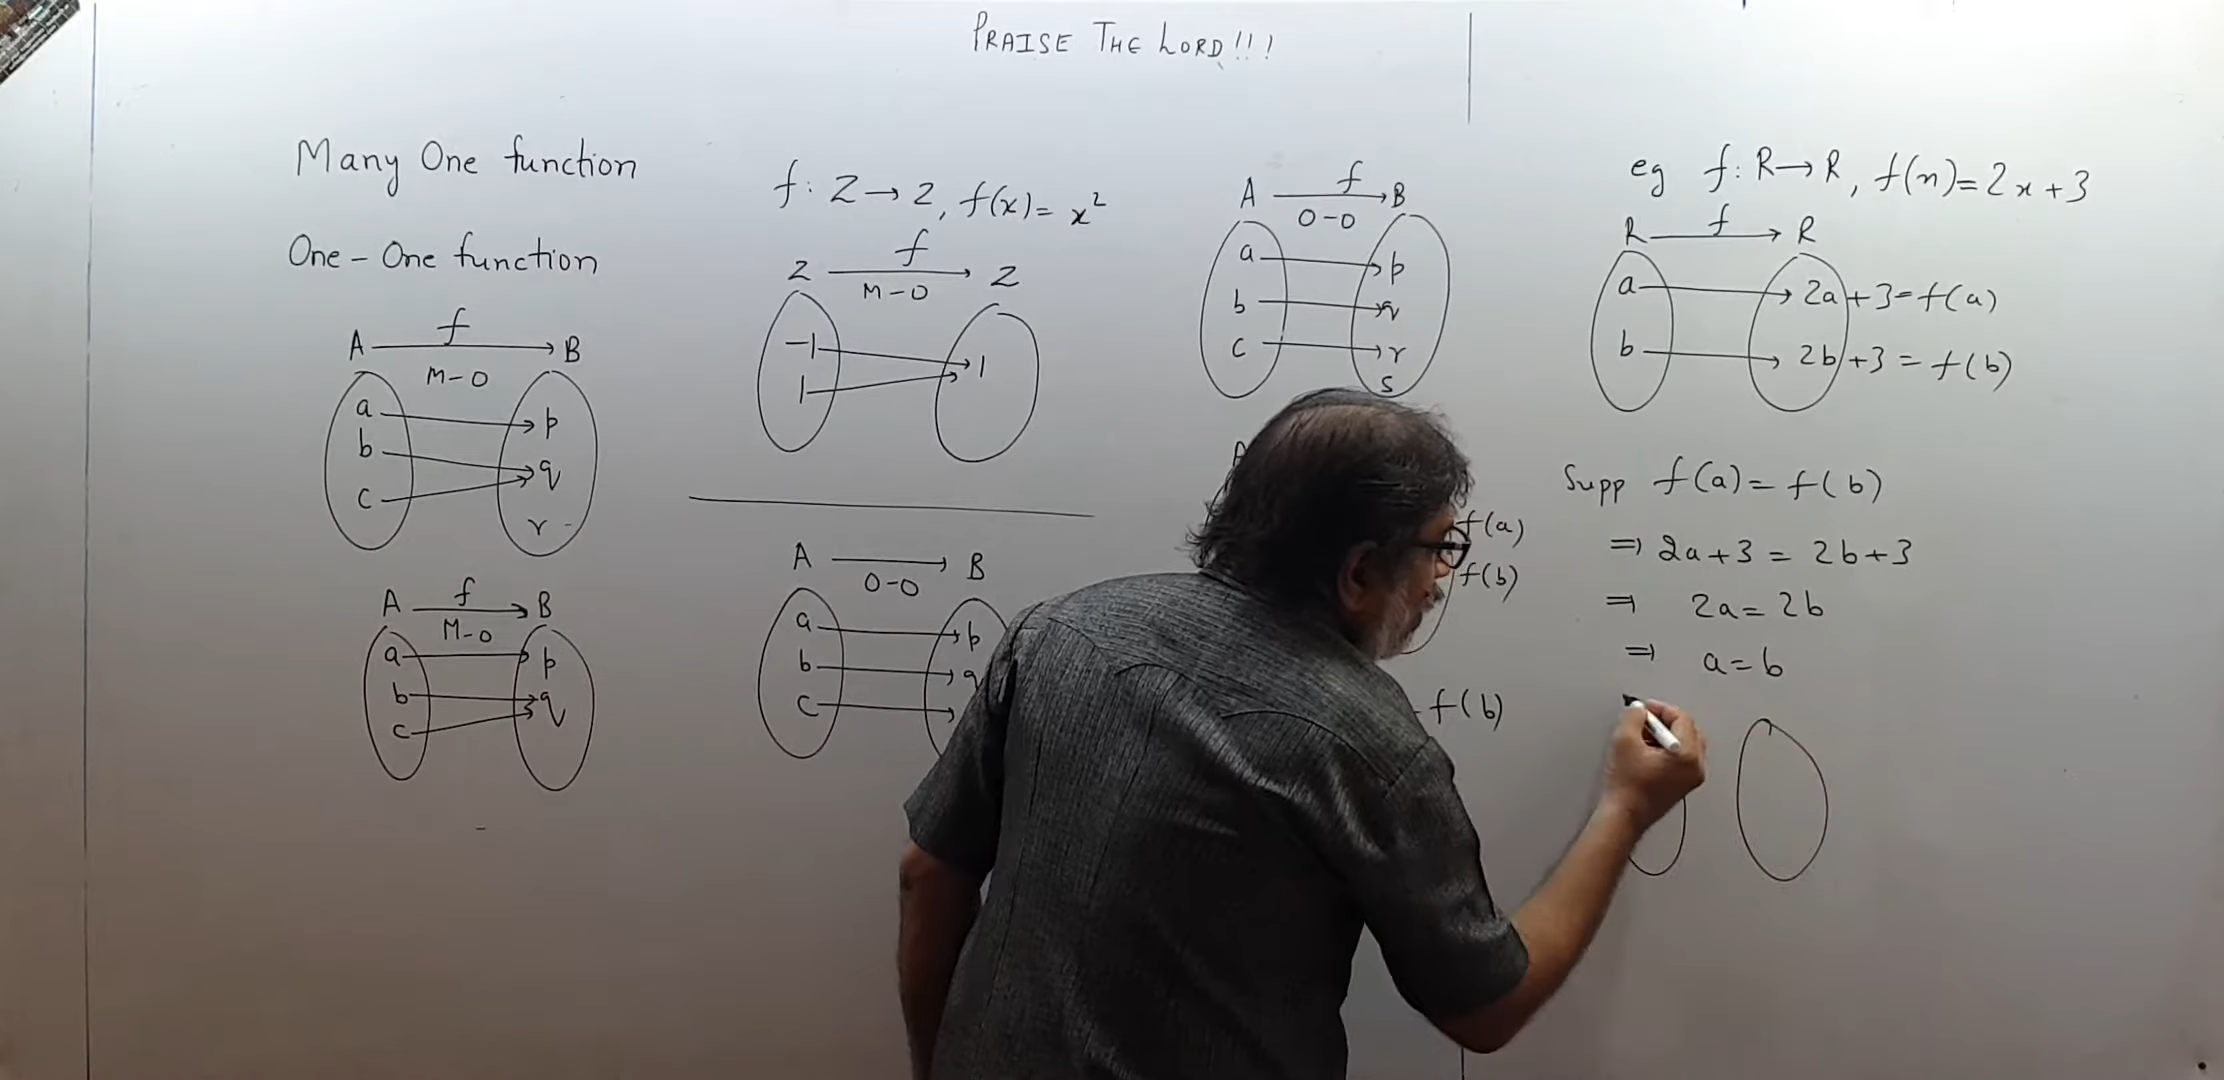 PRAISE THE LORD!!!
Many One function
One-One function
A f B
M-O
a p
b q
c
r
A f B
M-o
a p
b q
c
f: Z→Z, f(x)=x²
Z f Z
M-O
-1 1
1
A B
O-O
a p
b q
c
A f B
O-O
a p
b q
c r
s
A
f(a)
f(b)
f(b)
eg f: R→R, f(n)=2x+3
R f R
a 2a+3=f(a)
b 2b+3=f(b)
Supp f(a)=f(b)
⇒ 2a+3=2b+3
⇒ 2a=2b
⇒ a=b